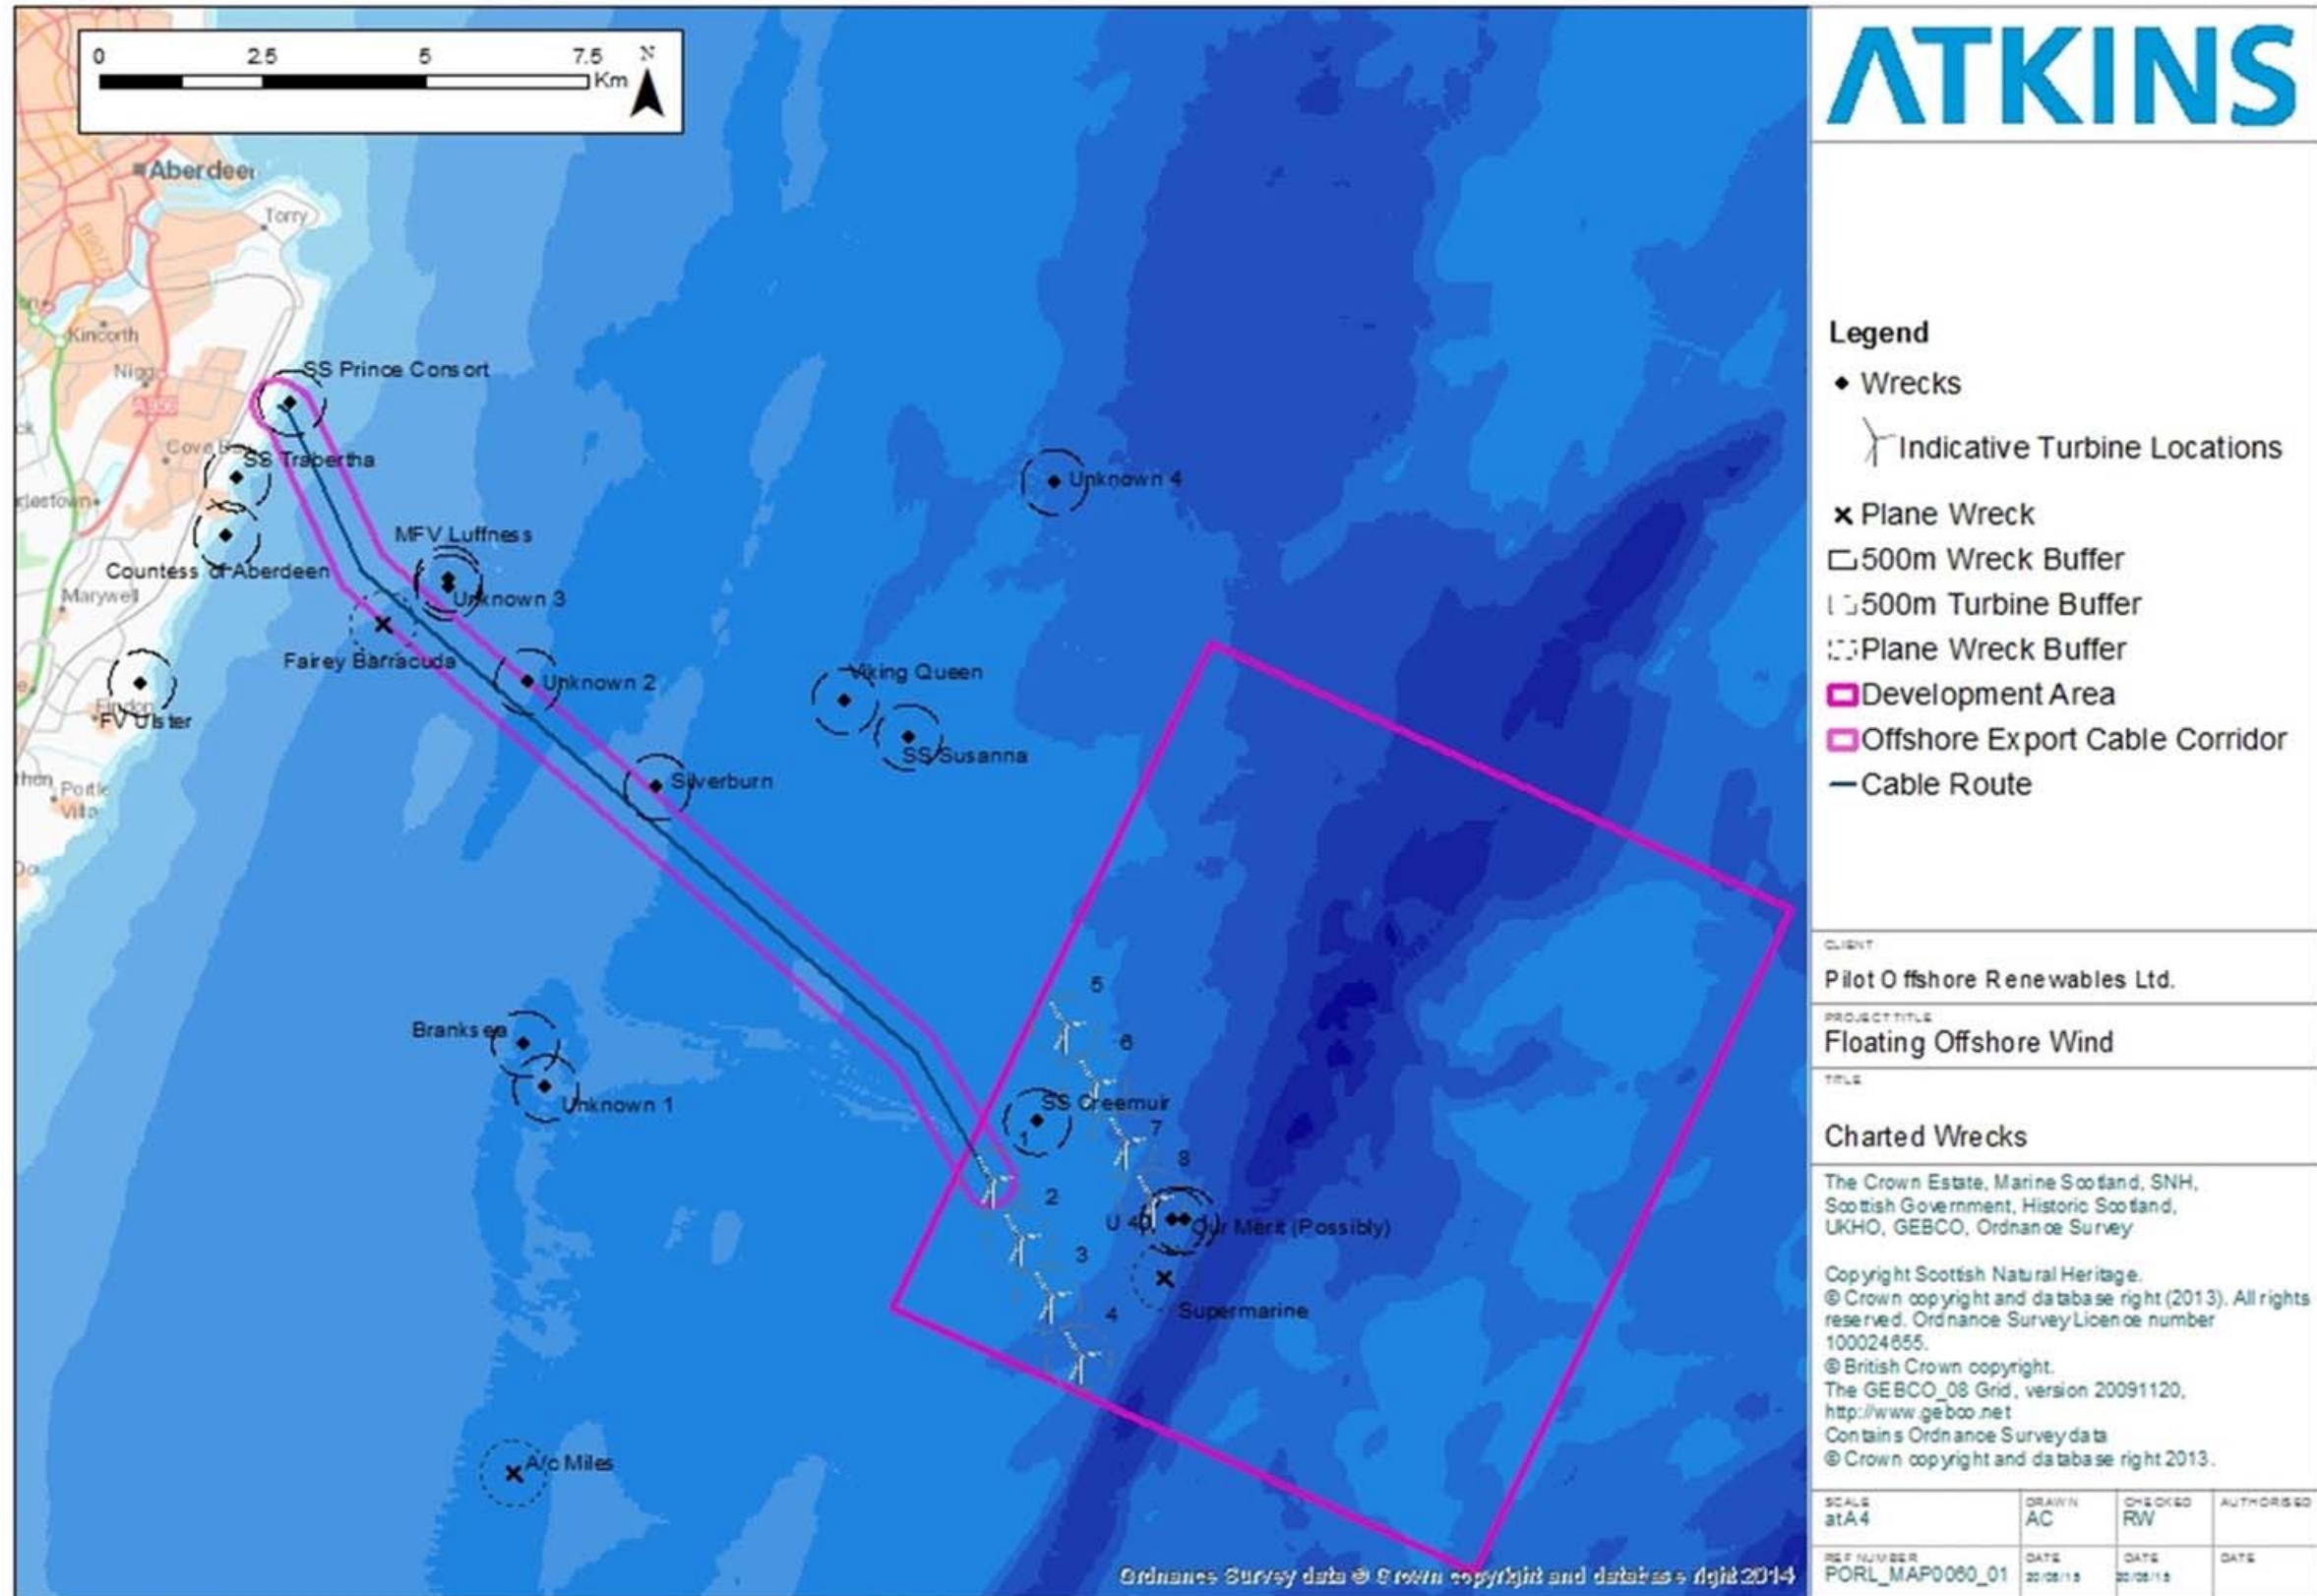 0 2.5 5 7.5 N
Km
Aberdeen
Torry
Kincorth
Nigg
A956
SS Prince Consort
Cove Bay
SS Trabertha
MFV Luffness
Countess of Aberdeen
Unknown 3
Marywell
Fairey Barracuda
Unknown 2
Findon
FV Ulster
Portle
Villa
Silverburn
Unknown 4
Viking Queen
SS Susanna
Branksea
Unknown 1
A/c Miles
5
6
SS Creemuir
1
7
8
2
U 40
Our Merit (Possibly)
3
4
Supermarine
Ordnance Survey data © Crown copyright and database right 2014
ATKINS
Legend
Wrecks
Indicative Turbine Locations
Plane Wreck
500m Wreck Buffer
500m Turbine Buffer
Plane Wreck Buffer
Development Area
Offshore Export Cable Corridor
Cable Route
CLIENT
Pilot Offshore Renewables Ltd.
PROJECT TITLE
Floating Offshore Wind
TITLE
Charted Wrecks
The Crown Estate, Marine Scotland, SNH,
Scottish Government, Historic Scotland,
UKHO, GEBCO, Ordnance Survey
Copyright Scottish Natural Heritage.
© Crown copyright and database right (2013). All rights
reserved. Ordnance Survey Licence number
100024655.
© British Crown copyright.
The GEBCO_08 Grid, version 20091120,
http://www.gebco.net
Contains Ordnance Survey data
© Crown copyright and database right 2013.
SCALE DRAWN CHECKED AUTHORISED
at A4 AC RW
REF NUMBER DATE DATE DATE
PORL_MAP0060_01